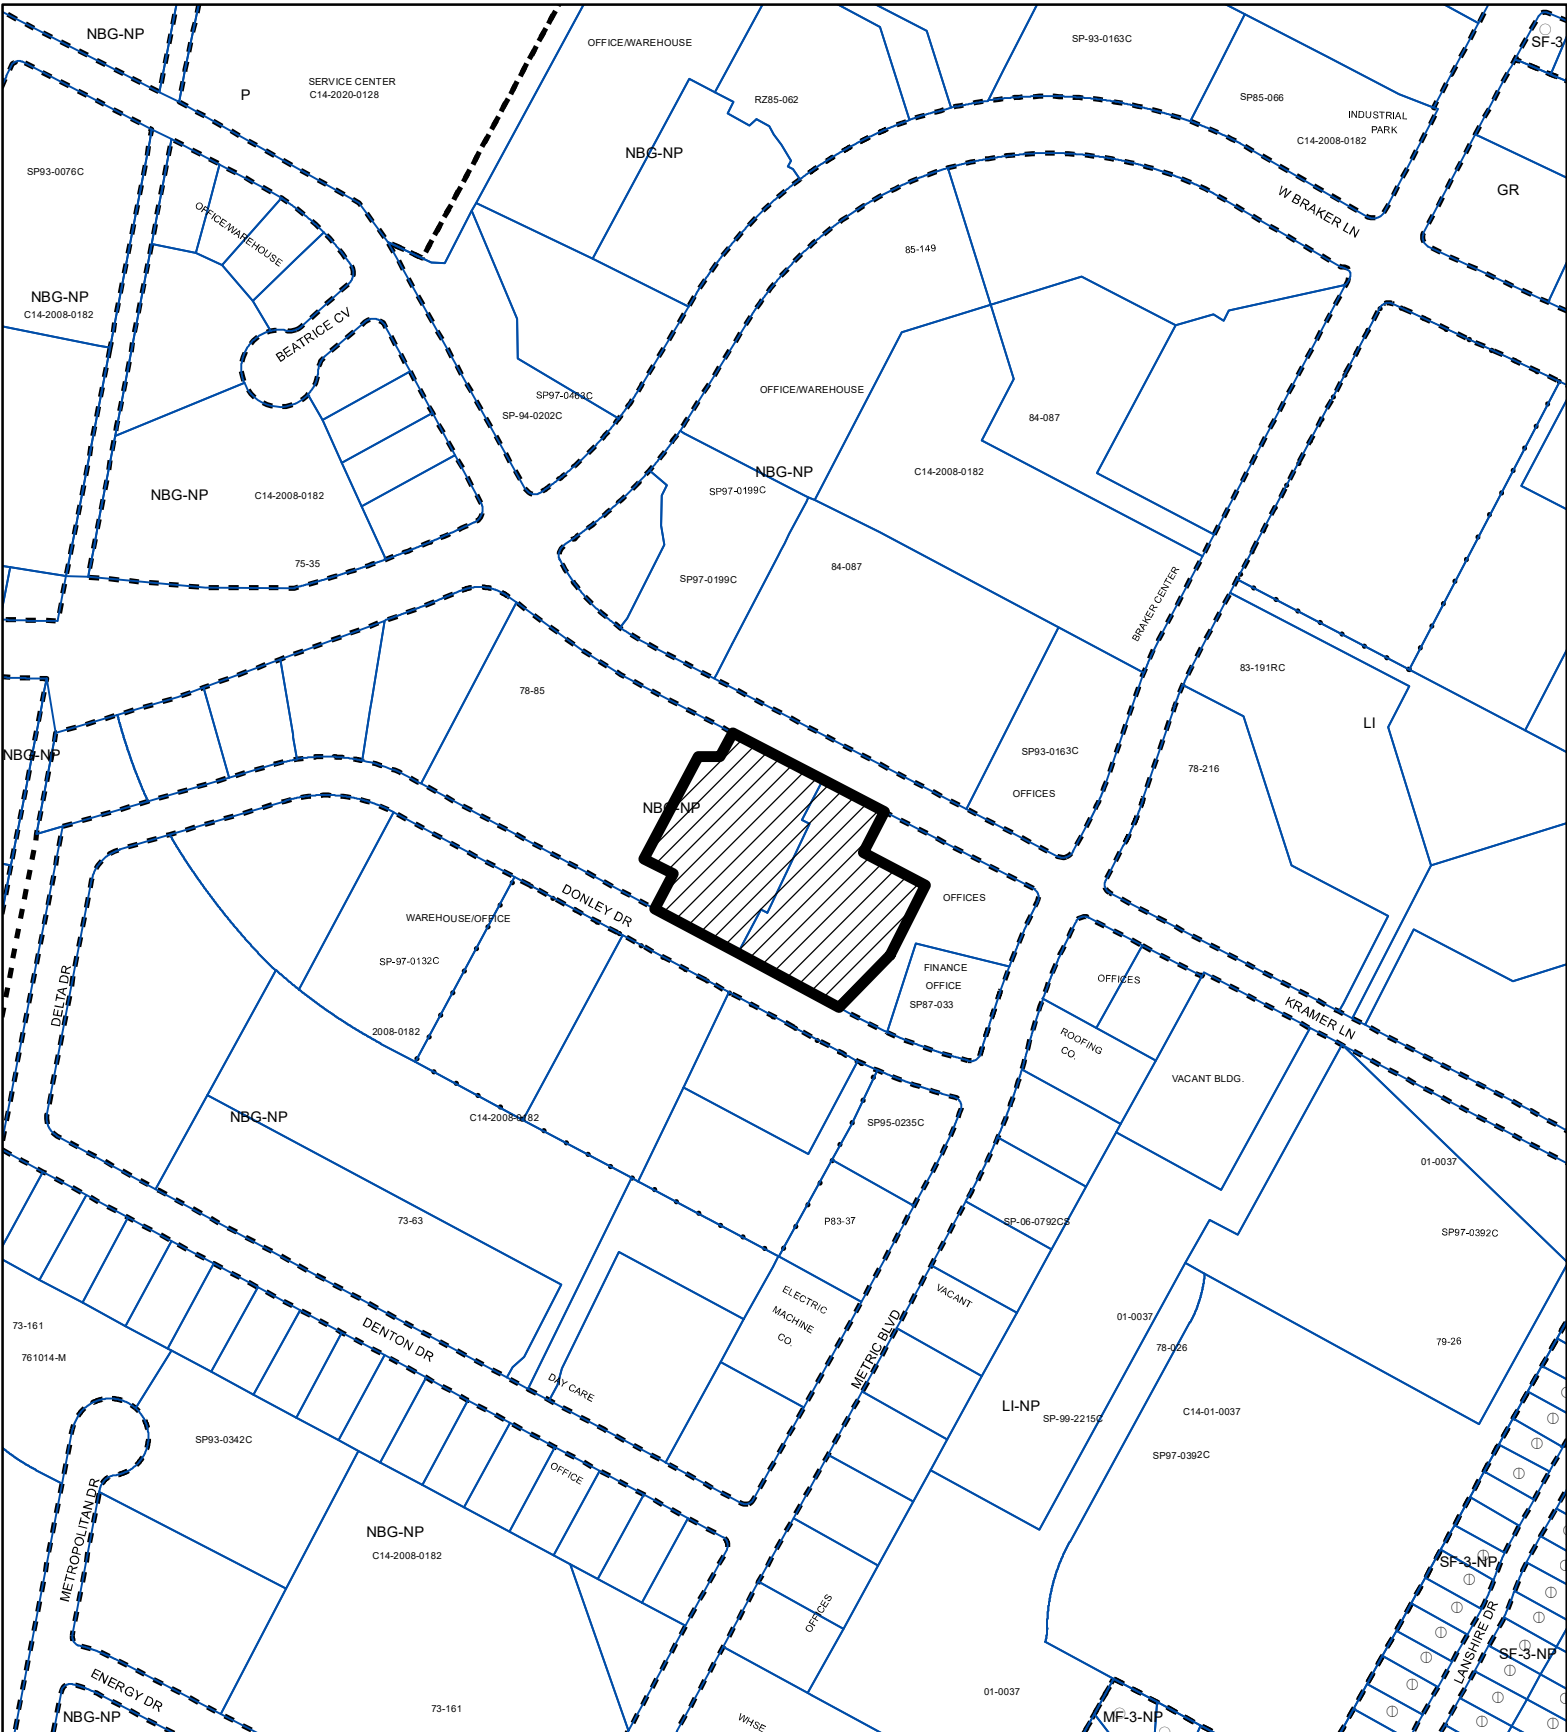 NBG-NP
P
SERVICE CENTER
C14-2020-0128
OFFICE/WAREHOUSE
RZ85-062
NBG-NP
SP-93-0163C
SP85-066
INDUSTRIAL
PARK
C14-2008-0182
SF-3
GR
W BRAKER LN
SP93-0076C
OFFICE/WAREHOUSE
85-149
NBG-NP
C14-2008-0182
BEATRICE CV
SP97-0463C
SP-94-0202C
OFFICE/WAREHOUSE
84-087
NBG-NP
C14-2008-0182
SP97-0199C
NBG-NP
C14-2008-0182
75-35
SP97-0199C
84-087
BRAKER CENTER
83-191RC
LI
78-85
NBG-NP
SP93-0163C
78-216
OFFICES
NBG-NP
OFFICES
DONLEY DR
WAREHOUSE/OFFICE
SP-97-0132C
FINANCE
OFFICE
SP87-033
OFFICES
KRAMER LN
DELTA DR
2008-0182
ROOFING
CO.
VACANT BLDG.
NBG-NP
C14-2008-0182
SP95-0235C
01-0037
73-63
P83-37
SP-06-0792CS
SP97-0392C
ELECTRIC
MACHINE
CO.
VACANT
METRIC BLVD
73-161
761014-M
DENTON DR
01-0037
78-026
79-26
DAY CARE
LI-NP
SP-99-2215C
C14-01-0037
SP93-0342C
SP97-0392C
OFFICE
METROPOLITAN DR
NBG-NP
C14-2008-0182
SF-3-NP
OFFICES
LANSHIRE DR
SF-3-NP
ENERGY DR
01-0037
NBG-NP
73-161
WHSE
MF-3-NP